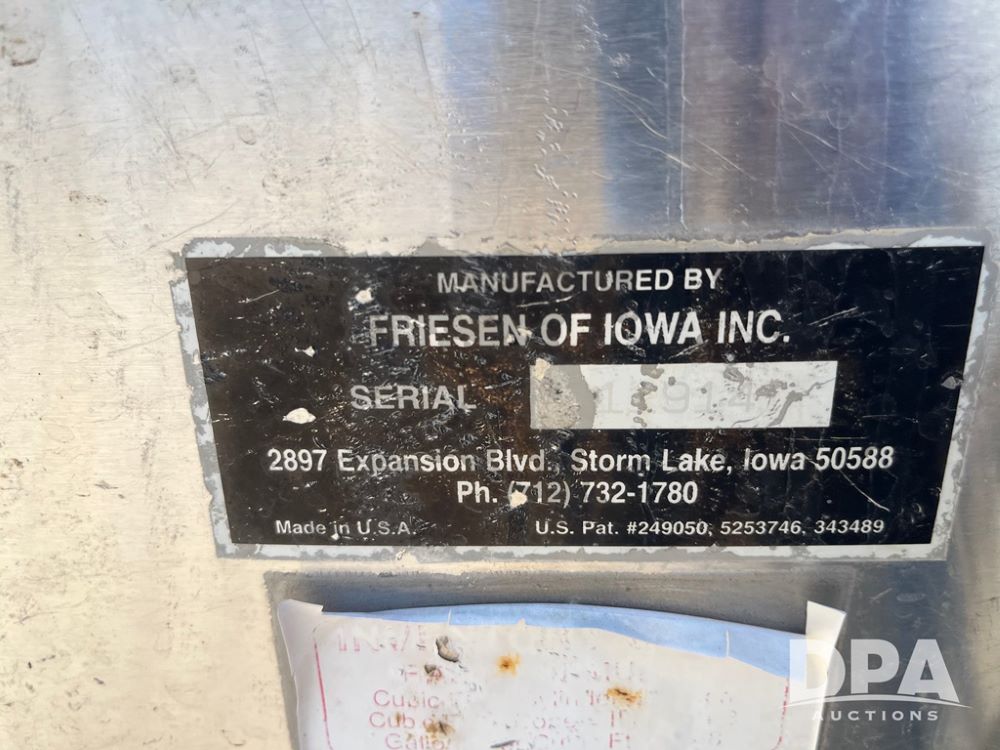 MANUFACTURED BY
FRIESEN OF IOWA INC.
SERIAL
2897 Expansion Blvd., Storm Lake, Iowa 50588
Ph. (712) 732-1780
Made in U.S.A. U.S. Pat. #249050, 5253746, 343489
DPA
AUCTIONS